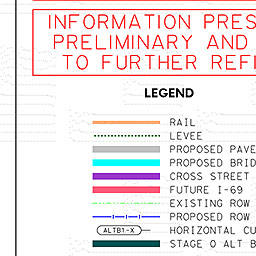 INFORMATION PRES
PRELIMINARY AND
TO FURTHER REFI
LEGEND
RAIL
LEVEE
PROPOSED PAVE
PROPOSED BRID
CROSS STREET
FUTURE I-69
EXISTING ROW
PROPOSED ROW
ALTB1-X HORIZONTAL CU
STAGE 0 ALT B